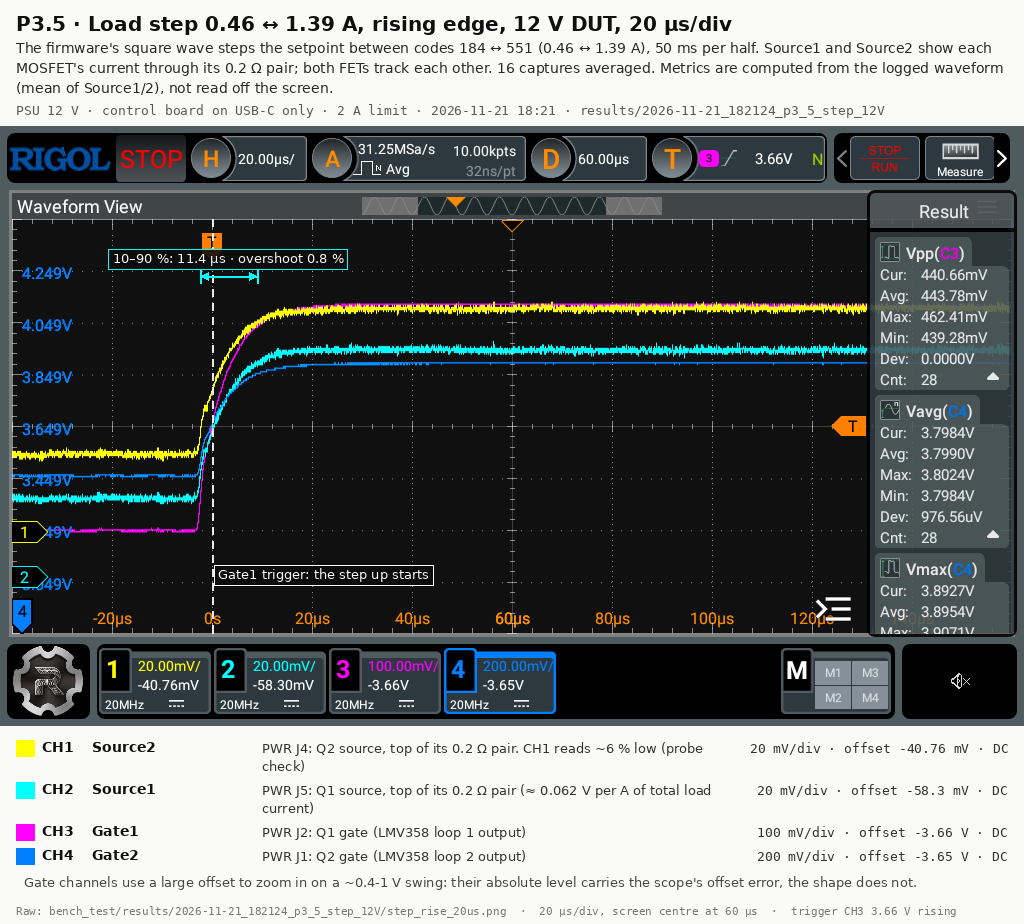 P3.5 · Load step 0.46 ↔ 1.39 A, rising edge, 12 V DUT, 20 µs/div
The firmware's square wave steps the setpoint between codes 184 ↔ 551 (0.46 ↔ 1.39 A), 50 ms per half. Source1 and Source2 show each
MOSFET's current through its 0.2 Ω pair; both FETs track each other. 16 captures averaged. Metrics are computed from the logged waveform
(mean of Source1/2), not read off the screen.
PSU 12 V · control board on USB-C only · 2 A limit · 2026-11-21 18:21 · results/2026-11-21_182124_p3_5_step_12V
RIGOL STOP H 20.00µs/ A 31.25MSa/s 10.00kpts D 60.00µs T 3 3.66V N STOP
N Avg 32ns/pt RUN Measure
Waveform View
Result
T
10–90 %: 11.4 µs · overshoot 0.8 %
4.249V
4.049V
3.849V
3.649V
3.449V
T
1
2
4
Gate1 trigger: the step up starts
-20µs 0s 20µs 40µs 60µs 80µs 100µs 120µs
Vpp(C3)
Cur: 440.66mV
Avg: 443.78mV
Max: 462.41mV
Min: 439.28mV
Dev: 0.0000V
Cnt: 28
Vavg(C4)
Cur: 3.7984V
Avg: 3.7990V
Max: 3.8024V
Min: 3.7984V
Dev: 976.56uV
Cnt: 28
Vmax(C4)
Cur: 3.8927V
Avg: 3.8954V
Max: 3.9071V
1 20.00mV/ -40.76mV 20MHz
2 20.00mV/ -58.30mV 20MHz
3 100.00mV/ -3.66V 20MHz
4 200.00mV/ -3.65V 20MHz
M M1 M3
M2 M4
CH1 Source2 PWR J4: Q2 source, top of its 0.2 Ω pair. CH1 reads ~6 % low (probe 20 mV/div · offset -40.76 mV · DC
check)
CH2 Source1 PWR J5: Q1 source, top of its 0.2 Ω pair (≈ 0.062 V per A of total load 20 mV/div · offset -58.3 mV · DC
current)
CH3 Gate1 PWR J2: Q1 gate (LMV358 loop 1 output) 100 mV/div · offset -3.66 V · DC
CH4 Gate2 PWR J1: Q2 gate (LMV358 loop 2 output) 200 mV/div · offset -3.65 V · DC
Gate channels use a large offset to zoom in on a ~0.4-1 V swing: their absolute level carries the scope's offset error, the shape does not.
Raw: bench_test/results/2026-11-21_182124_p3_5_step_12V/step_rise_20us.png · 20 µs/div, screen centre at 60 µs · trigger CH3 3.66 V rising